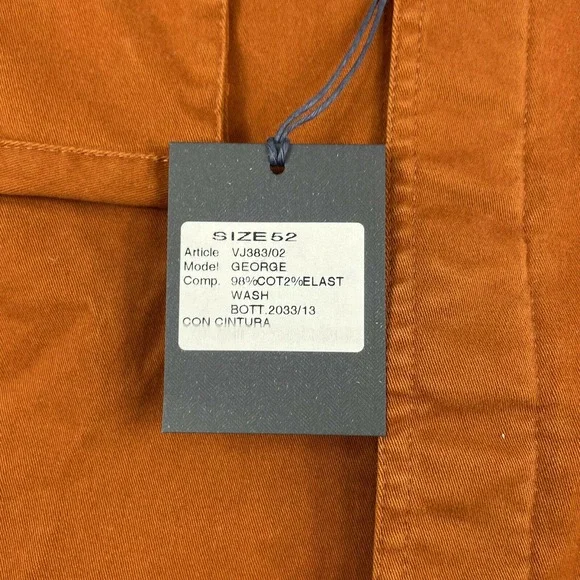 SIZE 52
Article VJ383/02
Model GEORGE
Comp. 98%COT2%ELAST
WASH
BOTT.2033/13
CON CINTURA